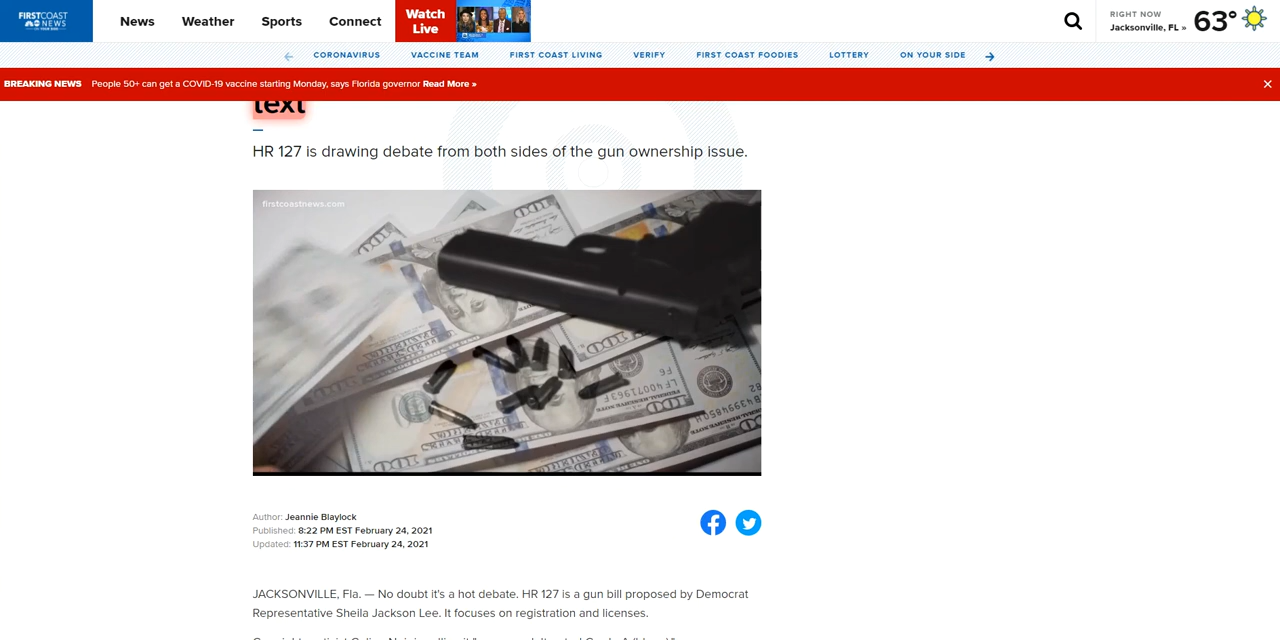 FIRST COAST
NEWS
News
Weather
Sports
Connect
Watch
Live
RIGHT NOW
Jacksonville, FL »
63°
CORONAVIRUS
VACCINE TEAM
FIRST COAST LIVING
VERIFY
FIRST COAST FOODIES
LOTTERY
ON YOUR SIDE
BREAKING NEWS People 50+ can get a COVID-19 vaccine starting Monday, says Florida governor Read More »
text
HR 127 is drawing debate from both sides of the gun ownership issue.
firstcoastnews.com
100
100
LF40071963F
F6
Author: Jeannie Blaylock
Published: 8:22 PM EST February 24, 2021
Updated: 11:37 PM EST February 24, 2021
JACKSONVILLE, Fla. — No doubt it's a hot debate. HR 127 is a gun bill proposed by Democrat
Representative Sheila Jackson Lee. It focuses on registration and licenses.